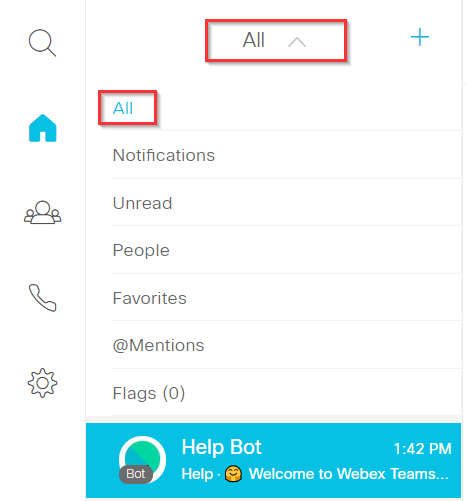 All
All
Notifications
Unread
People
Favorites
@Mentions
Flags (0)
Help Bot
1:42 PM
Bot
Help · 🤗 Welcome to Webex Teams...